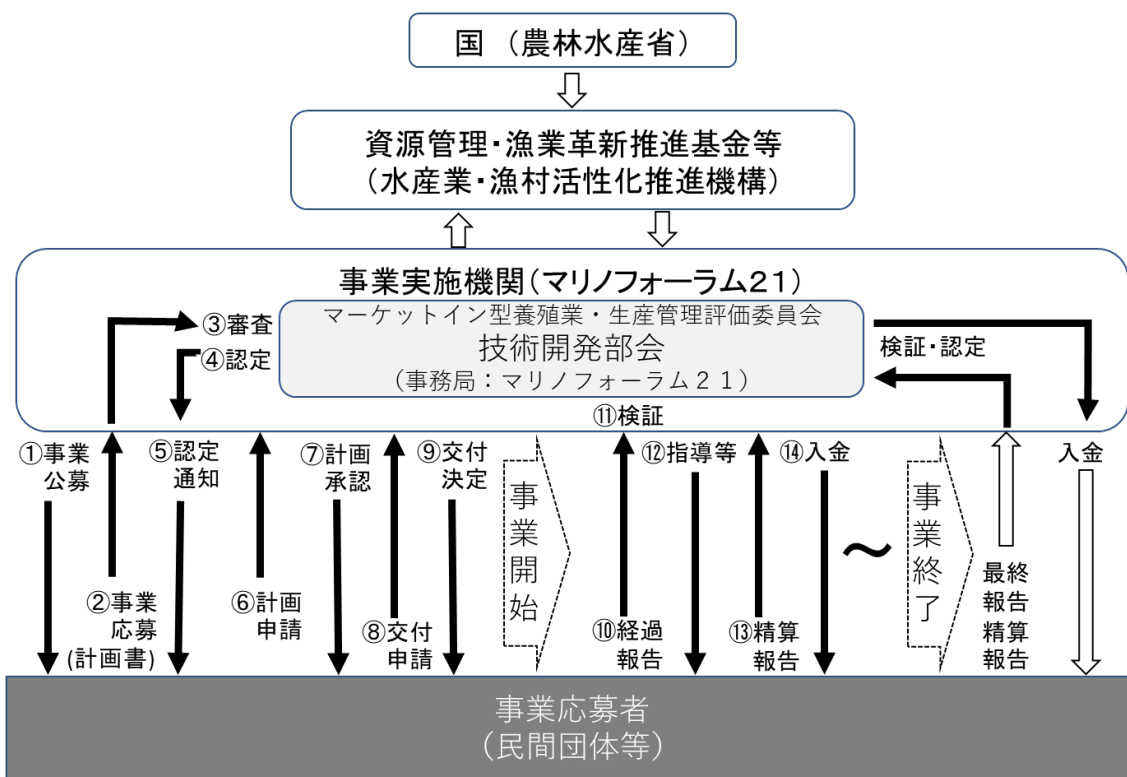 国 （農林水産省）
資源管理・漁業革新推進基金等
（水産業・漁村活性化推進機構）
事業実施機関（マリノフォーラム２１）
マーケットイン型養殖業・生産管理評価委員会
技術開発部会
（事務局：マリノフォーラム２１）
③審査
④認定
検証・認定
⑪検証
①事業
公募
②事業
応募
(計画書)
⑤認定
通知
⑥計画
申請
⑦計画
承認
⑧交付
申請
⑨交付
決定
事業開始
⑩経過
報告
⑫指導等
⑬精算
報告
⑭入金
～
事業終了
最終
報告
精算
報告
入金
事業応募者
（民間団体等）